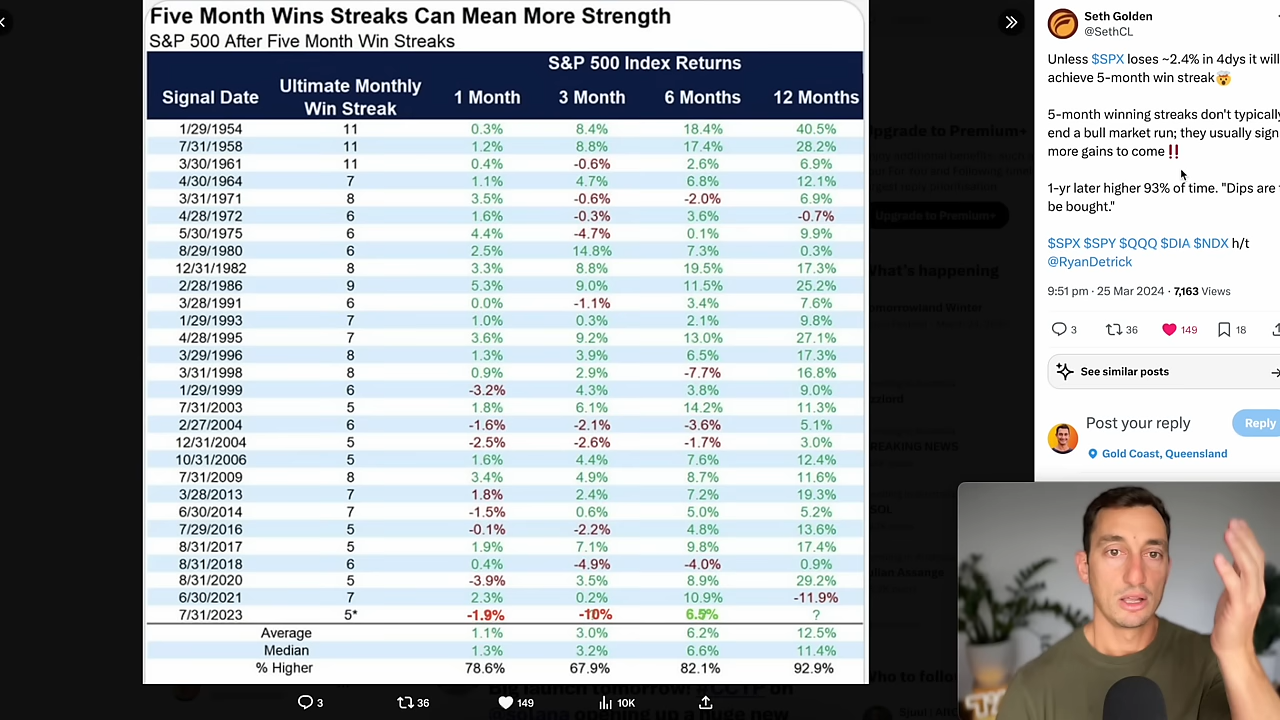 Five Month Wins Streaks Can Mean More Strength
S&P 500 After Five Month Win Streaks
S&P 500 Index Returns
Signal Date Ultimate Monthly Win Streak 1 Month 3 Month 6 Months 12 Months
1/29/1954 11 0.3% 8.4% 18.4% 40.5%
7/31/1958 11 1.2% 8.8% 17.4% 28.2%
3/30/1961 11 0.4% -0.6% 2.6% 6.9%
4/30/1964 7 1.1% 4.7% 6.8% 12.1%
3/31/1971 8 3.5% -0.6% -2.0% 6.9%
4/28/1972 6 1.6% -0.3% 3.6% -0.7%
5/30/1975 6 4.4% -4.7% 0.1% 9.9%
8/29/1980 6 2.5% 14.8% 7.3% 0.3%
12/31/1982 8 3.3% 8.8% 19.5% 17.3%
2/28/1986 9 5.3% 9.0% 11.5% 25.2%
3/28/1991 6 0.0% -1.1% 3.4% 7.6%
1/29/1993 7 1.0% 0.3% 2.1% 9.8%
4/28/1995 7 3.6% 9.2% 13.0% 27.1%
3/29/1996 8 1.3% 3.9% 6.5% 17.3%
3/31/1998 8 0.9% 2.9% -7.7% 16.8%
1/29/1999 6 -3.2% 4.3% 3.8% 9.0%
7/31/2003 5 1.8% 6.1% 14.2% 11.3%
2/27/2004 6 -1.6% -2.1% -3.6% 5.1%
12/31/2004 5 -2.5% -2.6% -1.7% 3.0%
10/31/2006 5 1.6% 4.4% 7.6% 12.4%
7/31/2009 8 3.4% 4.9% 8.7% 11.6%
3/28/2013 7 1.8% 2.4% 7.2% 19.3%
6/30/2014 7 -1.5% 0.6% 5.0% 5.2%
7/29/2016 5 -0.1% -2.2% 4.8% 13.6%
8/31/2017 5 1.9% 7.1% 9.8% 17.4%
8/31/2018 6 0.4% -4.9% -4.0% 0.9%
8/31/2020 5 -3.9% 3.5% 8.9% 29.2%
6/30/2021 7 2.3% 0.2% 10.9% -11.9%
7/31/2023 5* -1.9% -10% ?
Average 1.1% 3.0% 6.2% 12.5%
Median 1.3% 3.2% 6.6% 11.4%
% Higher 78.6% 67.9% 82.1% 92.9%
3 36 149 10K
Seth Golden
@SethCL
Unless $SPX loses ~2.4% in 4dys it will
achieve 5-month win streak🤯
5-month winning streaks don't typically
end a bull market run; they usually sign
more gains to come‼️
1-yr later higher 93% of time. "Dips are
be bought."
$SPX $SPY $QQQ $DIA $NDX h/t
@RyanDetrick
9:51 pm · 25 Mar 2024 · 7,163 Views
3 36 149 18
See similar posts
Post your reply
Reply
Gold Coast, Queensland
Upgrade to Premium+
Upgrade to Premium+
What's happening